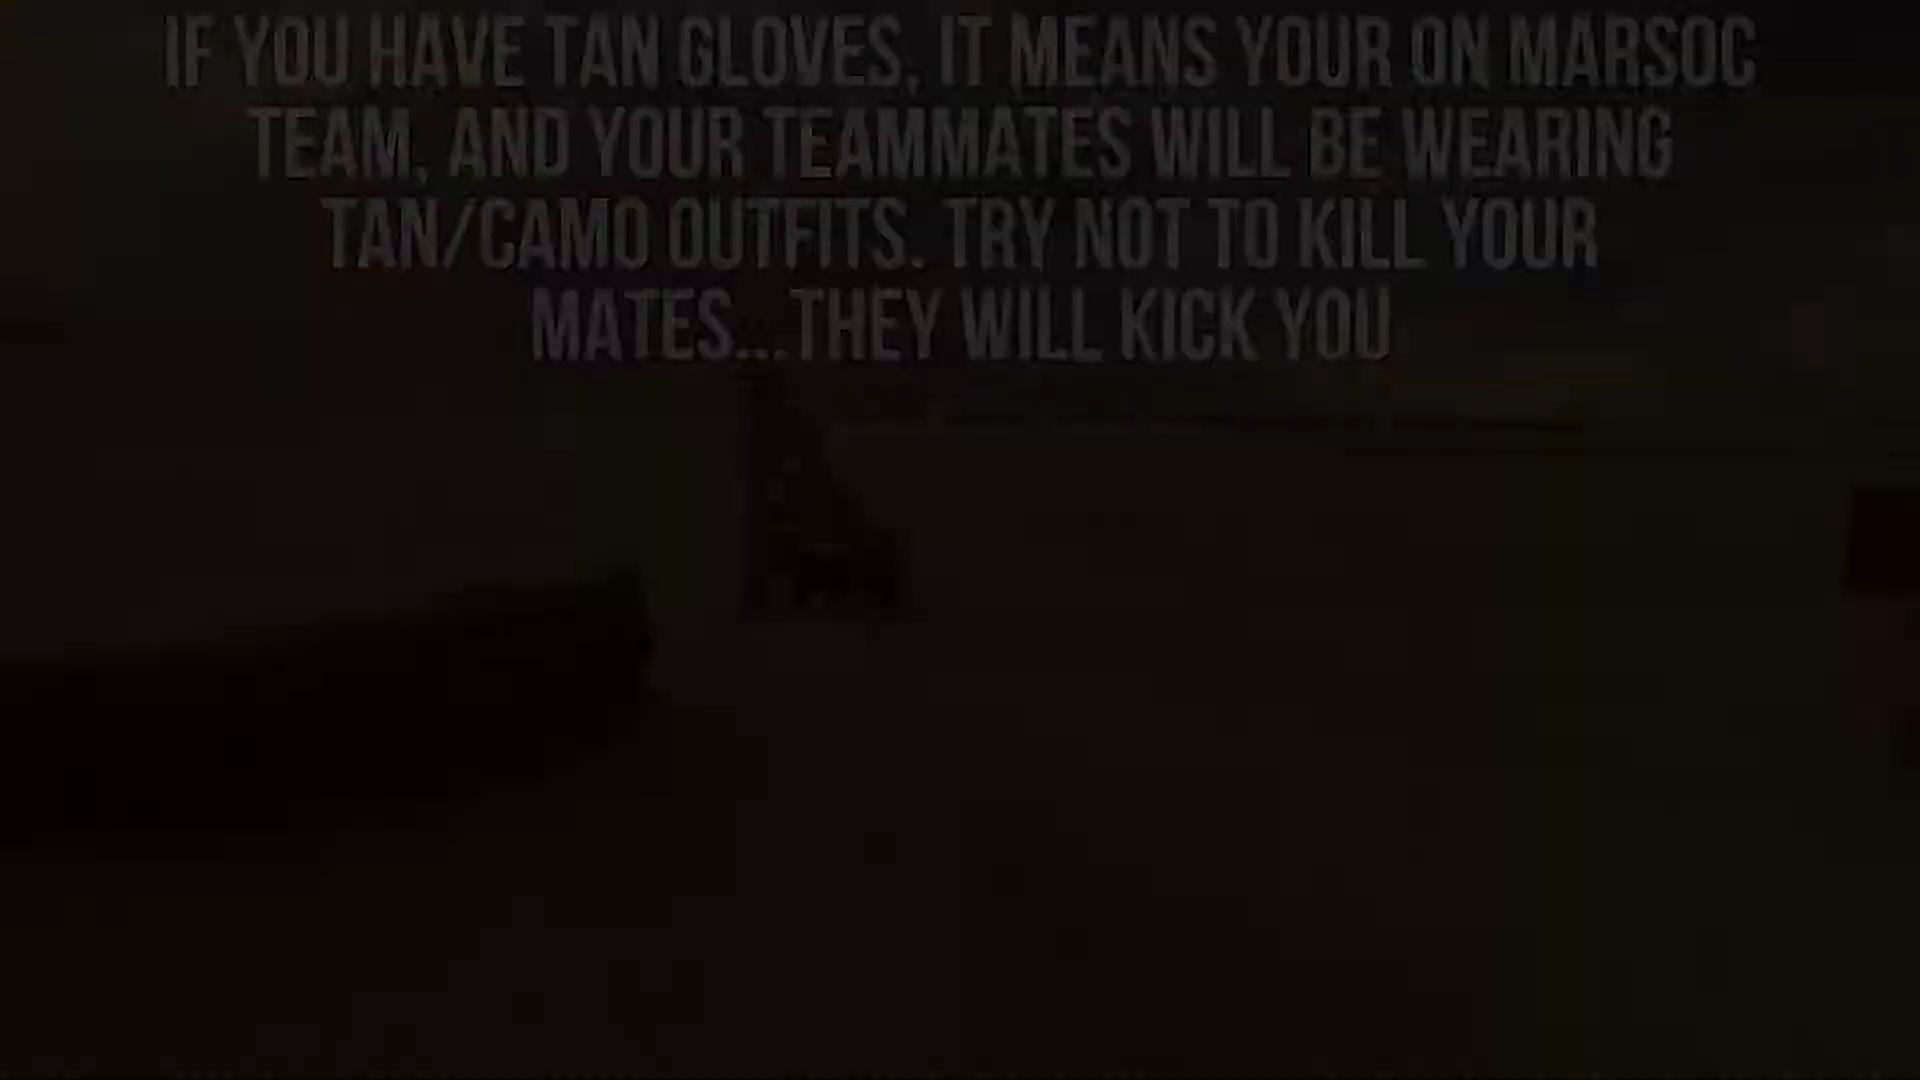 IF YOU HAVE TAN GLOVES, IT MEANS YOUR ON MARSOC
TEAM, AND YOUR TEAMMATES WILL BE WEARING
TAN/CAMO OUTFITS. TRY NOT TO KILL YOUR
MATES...THEY WILL KICK YOU